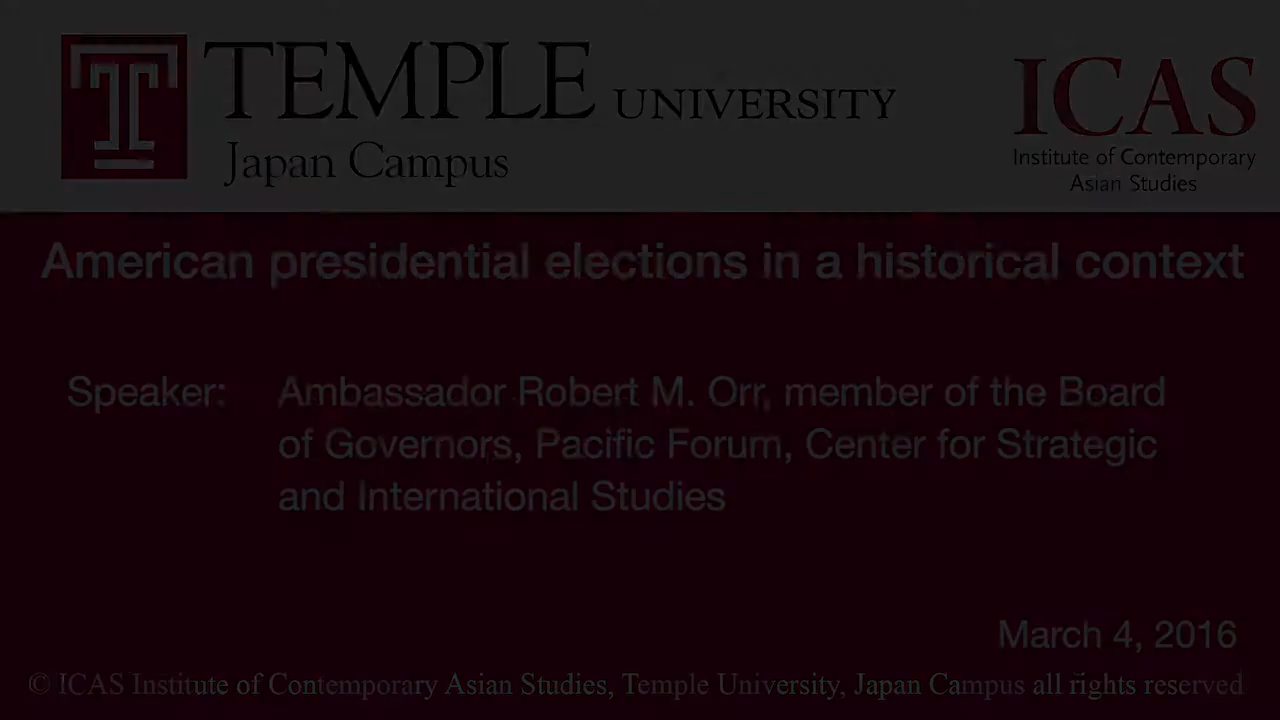 TEMPLE UNIVERSITY
Japan Campus
ICAS
Institute of Contemporary
Asian Studies
American presidential elections in a historical context
Speaker: Ambassador Robert M. Orr, member of the Board
of Governors, Pacific Forum, Center for Strategic
and International Studies
March 4, 2016
© ICAS Institute of Contemporary Asian Studies, Temple University, Japan Campus all rights reserved